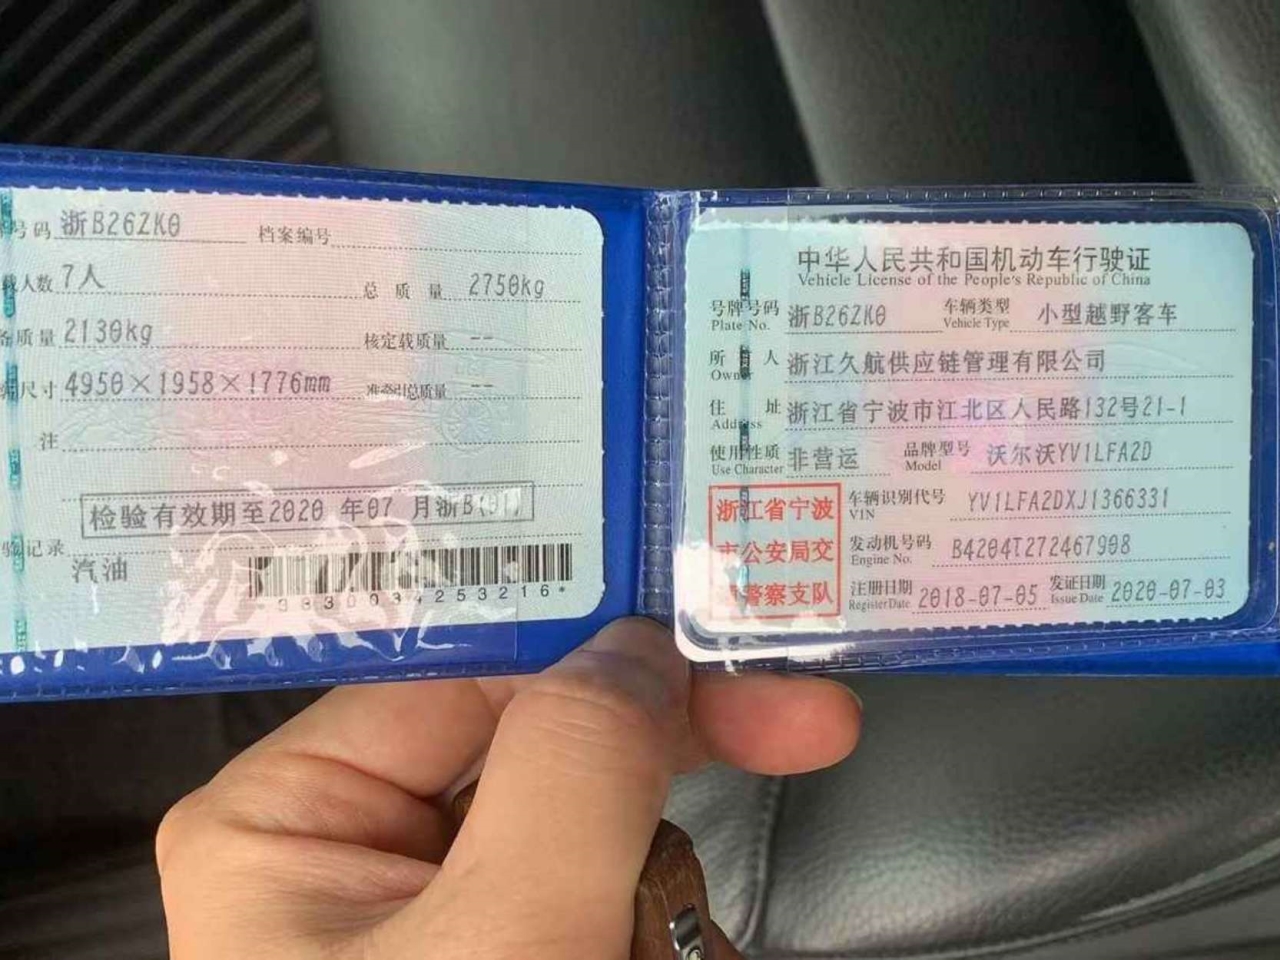 号码 浙B26ZK0 档案编号
载人数 7人 总质量 2750kg
质量 2130kg 核定载质量 --
尺寸 4950×1958×1776mm 准牵引总质量 --
注
检验有效期至2020年07月浙B(01)
记录 汽油
*3330034253216*
中华人民共和国机动车行驶证
Vehicle License of the People's Republic of China
号牌号码 浙B26ZK0 车辆类型 小型越野客车
Plate No. Vehicle Type
所有人 浙江久航供应链管理有限公司
Owner
住址 浙江省宁波市江北区人民路132号21-1
Address
使用性质 非营运 品牌型号 沃尔沃YV1LFA2D
Use Character Model
浙江省宁波
市公安局交
通警察支队
车辆识别代号 YV1LFA2DXJ1366331
VIN
发动机号码 B4204T272467908
Engine No.
注册日期 2018-07-05 发证日期 2020-07-03
Register Date Issue Date